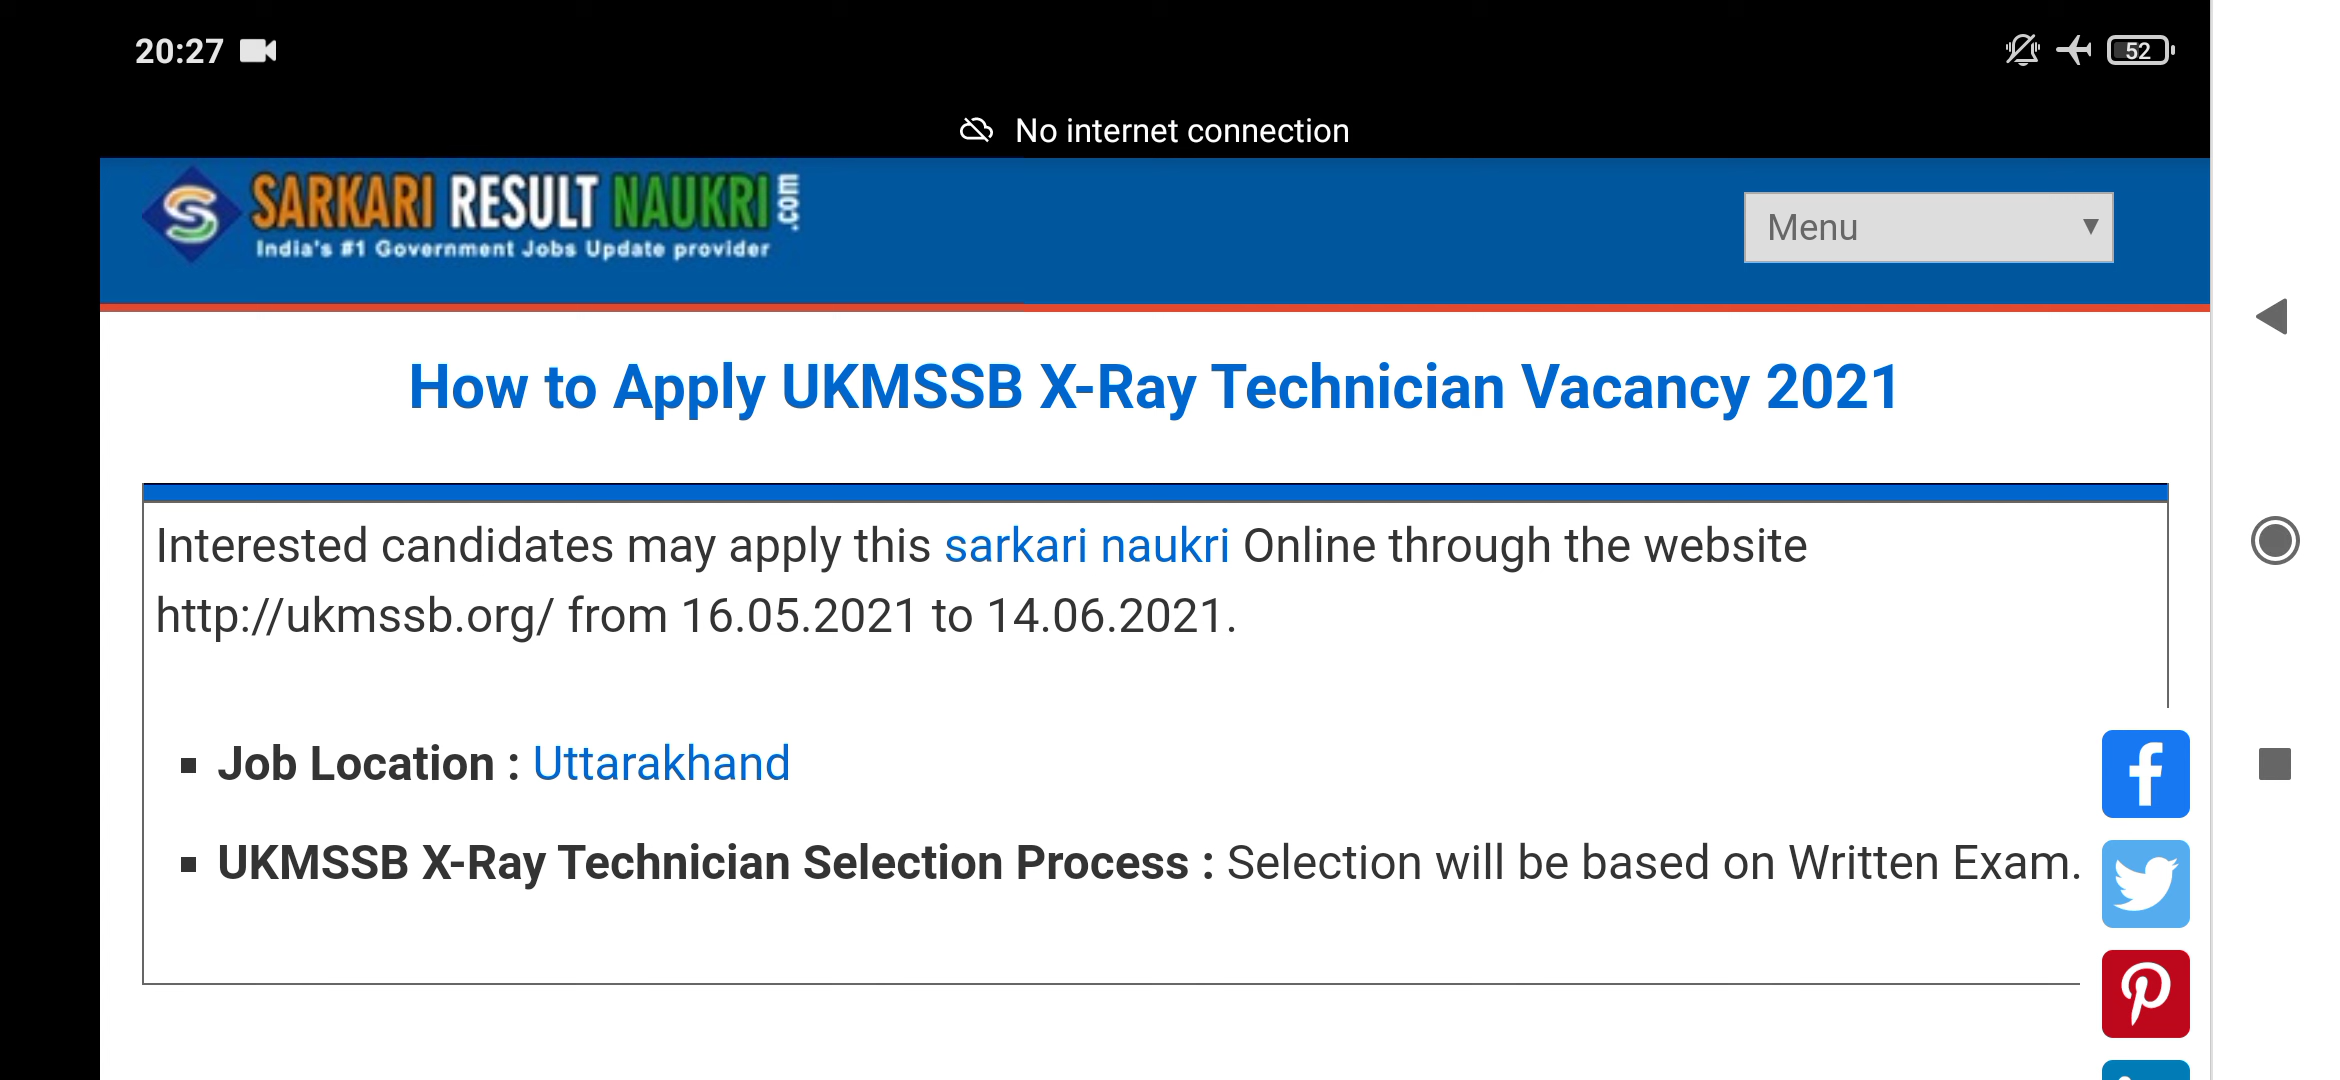 20:27
52
No internet connection
SARKARI RESULT NAUKRI .com
India's #1 Government Jobs Update provider
Menu
How to Apply UKMSSB X-Ray Technician Vacancy 2021
Interested candidates may apply this sarkari naukri Online through the website
http://ukmssb.org/ from 16.05.2021 to 14.06.2021.
Job Location : Uttarakhand
UKMSSB X-Ray Technician Selection Process : Selection will be based on Written Exam.